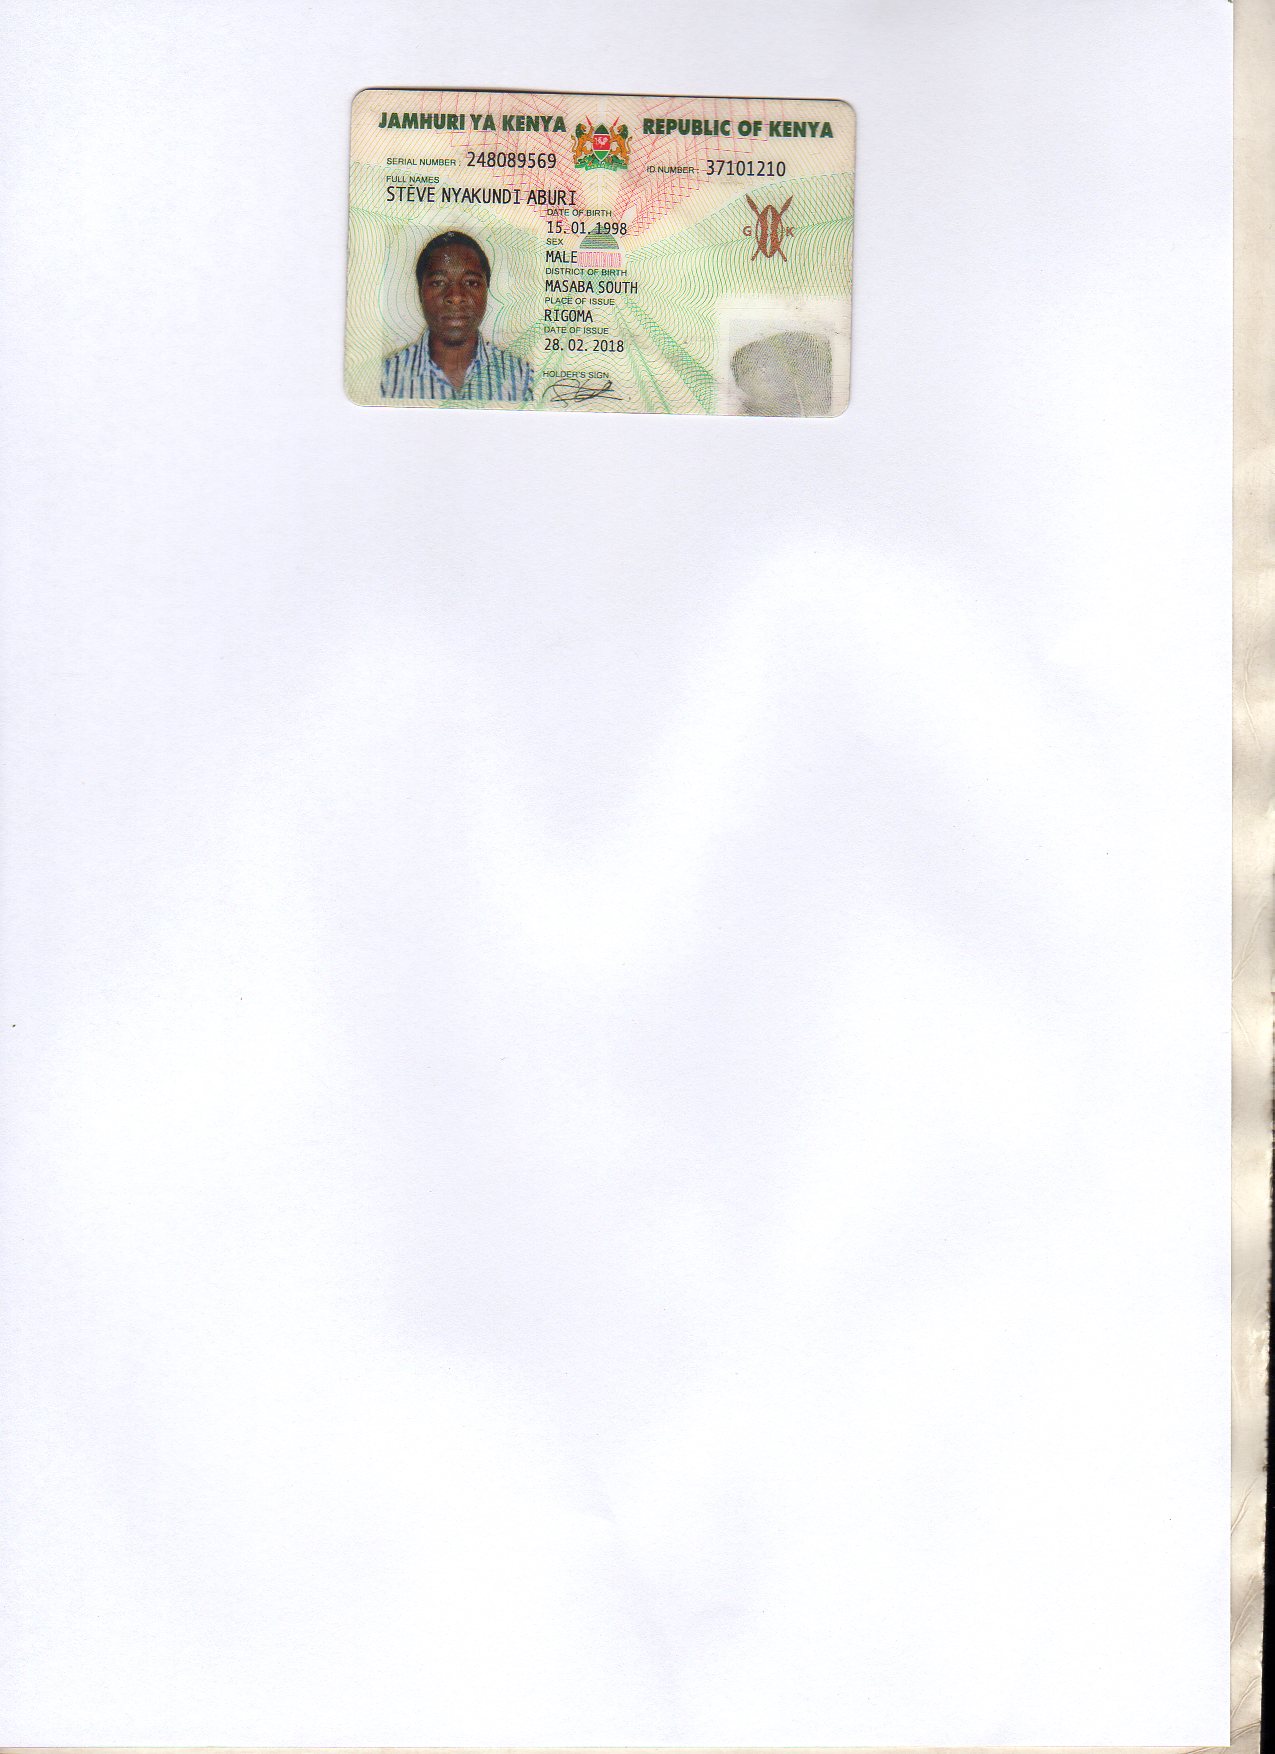 JAMHURI YA KENYA REPUBLIC OF KENYA
SERIAL NUMBER: 248089569 ID NUMBER: 37101210
FULL NAMES
STEVE NYAKUNDI ABURI
DATE OF BIRTH
15.01.1998
G K
SEX
MALE
DISTRICT OF BIRTH
MASABA SOUTH
PLACE OF ISSUE
RIGOMA
DATE OF ISSUE
28.02.2018
HOLDER'S SIGN